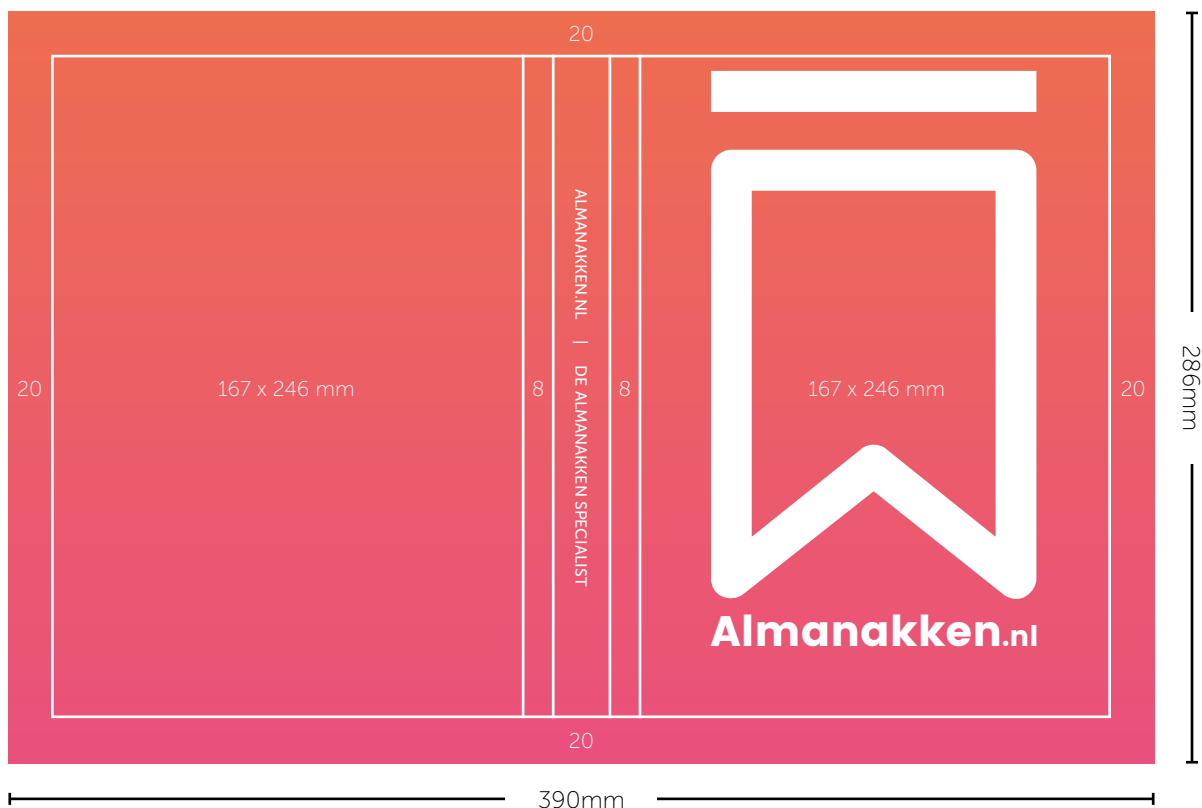 20
20
167 x 246 mm
8
ALMANAKKEN.NL | DE ALMANAKKEN SPECIALIST
8
167 x 246 mm
20
286mm
Almanakken.nl
20
390mm